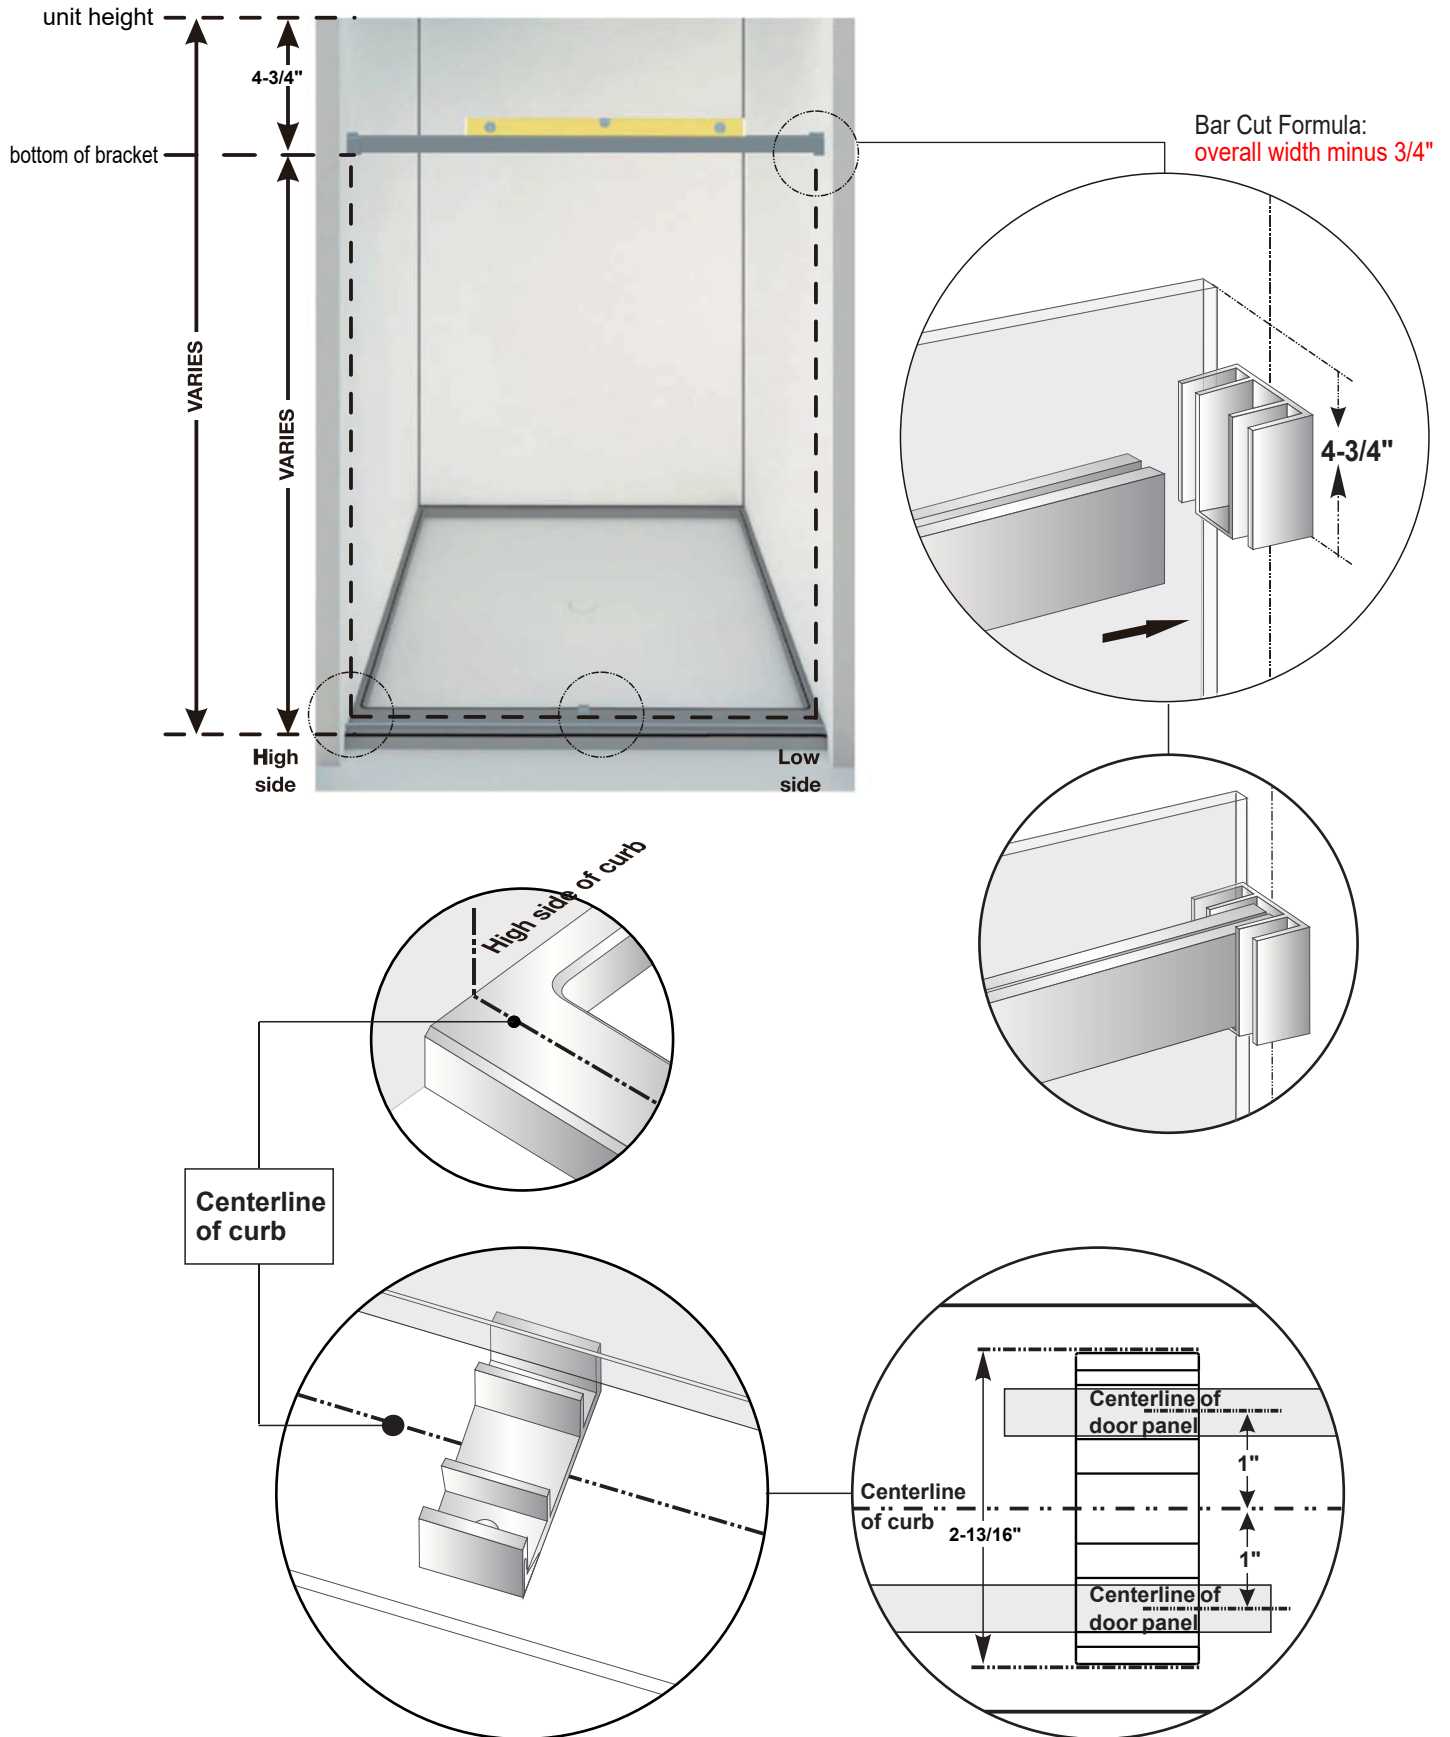 unit height
4-3/4"
bottom of bracket
VARIES
VARIES
High
side
Low
side
Bar Cut Formula:
overall width minus 3/4"
4-3/4"
High side of curb
Centerline
of curb
Centerline of
door panel
1"
Centerline
of curb
2-13/16"
1"
Centerline of
door panel